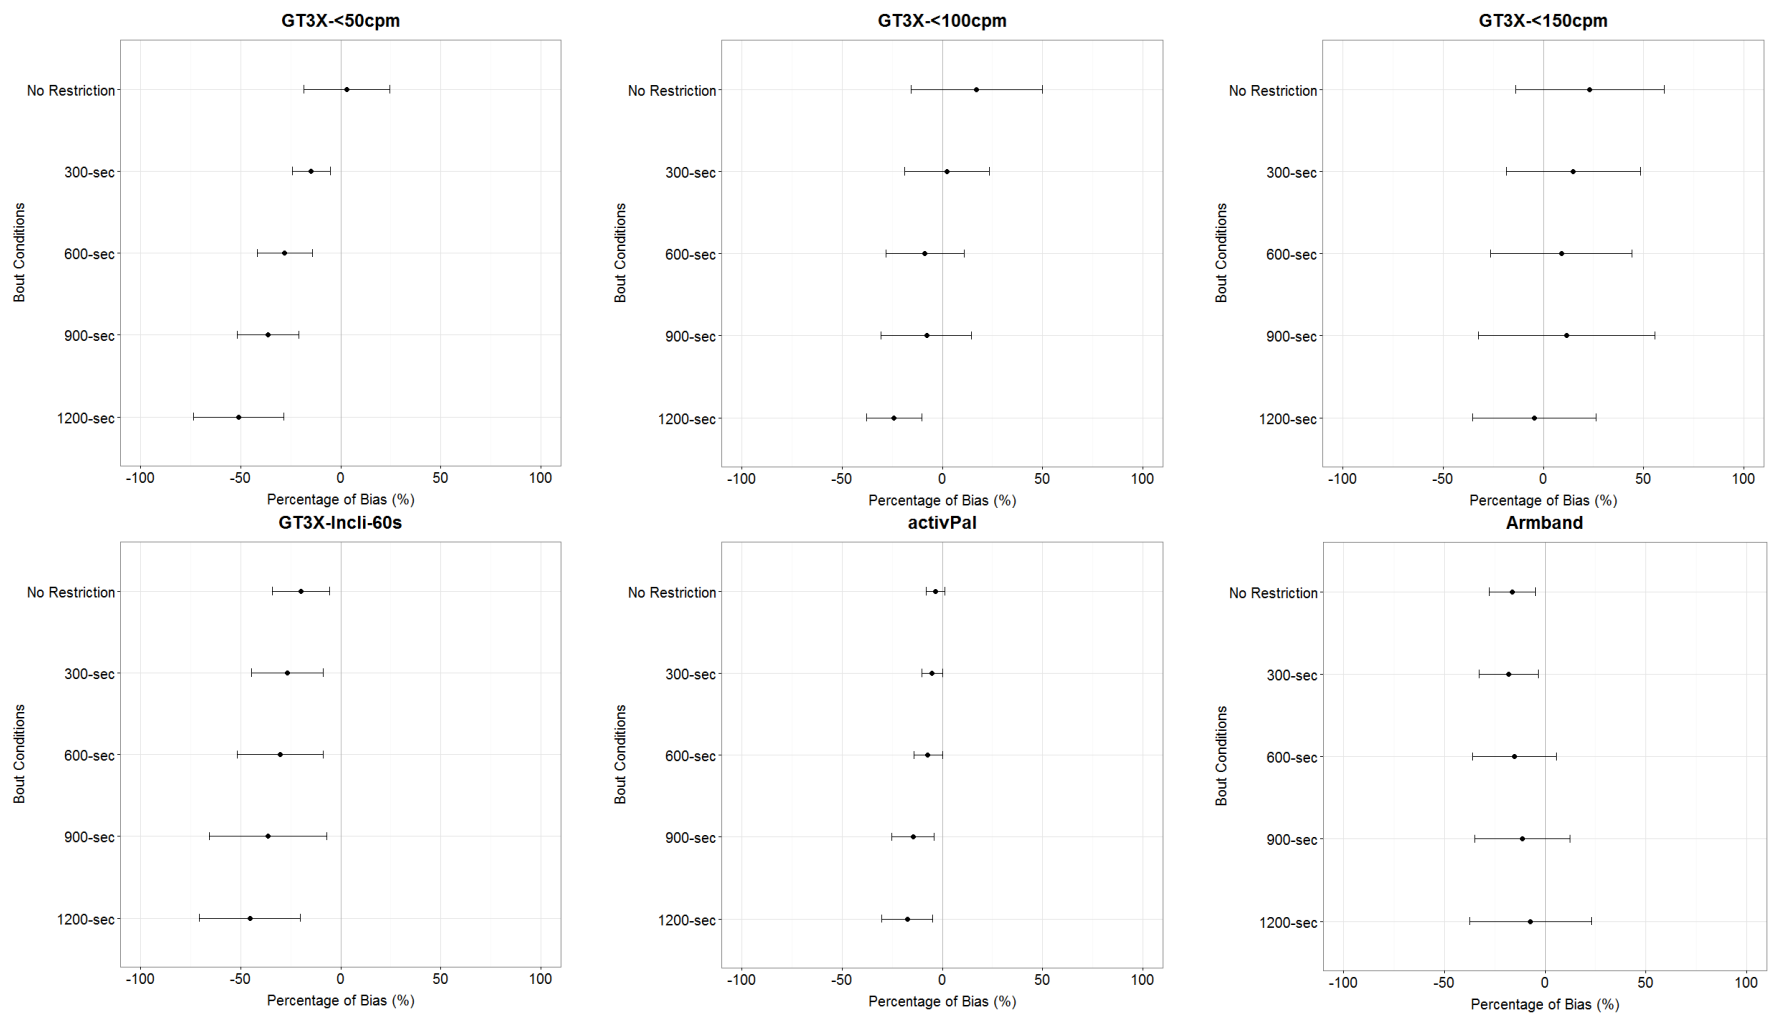 GT3X-<50cpm
No Restriction
300-sec
600-sec
900-sec
1200-sec
Bout Conditions
-100 -50 0 50 100
Percentage of Bias (%)
GT3X-<100cpm
No Restriction
300-sec
600-sec
900-sec
1200-sec
Bout Conditions
-100 -50 0 50 100
Percentage of Bias (%)
GT3X-<150cpm
No Restriction
300-sec
600-sec
900-sec
1200-sec
Bout Conditions
-100 -50 0 50 100
Percentage of Bias (%)
GT3X-Incli-60s
No Restriction
300-sec
600-sec
900-sec
1200-sec
Bout Conditions
-100 -50 0 50 100
Percentage of Bias (%)
activPal
No Restriction
300-sec
600-sec
900-sec
1200-sec
Bout Conditions
-100 -50 0 50 100
Percentage of Bias (%)
Armband
No Restriction
300-sec
600-sec
900-sec
1200-sec
Bout Conditions
-100 -50 0 50 100
Percentage of Bias (%)